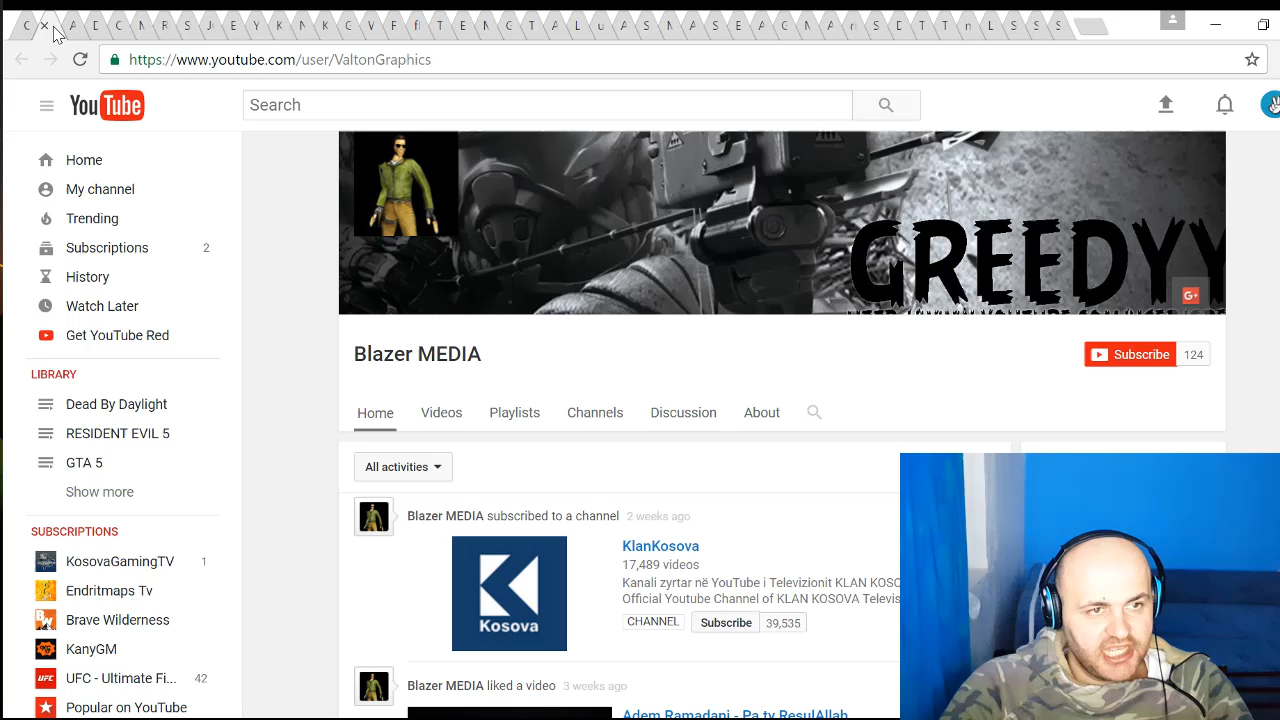 https://www.youtube.com/user/ValtonGraphics
YouTube
Search
Home
My channel
Trending
Subscriptions 2
History
Watch Later
Get YouTube Red
LIBRARY
Dead By Daylight
RESIDENT EVIL 5
GTA 5
Show more
SUBSCRIPTIONS
KosovaGamingTV 1
Endritmaps Tv
Brave Wilderness
KanyGM
UFC - Ultimate Fi... 42
Popular on YouTube
GREEDYY
Blazer MEDIA
Subscribe 124
Home Videos Playlists Channels Discussion About
All activities
Blazer MEDIA subscribed to a channel 2 weeks ago
Kosova
KlanKosova
17,489 videos
Kanali zyrtar në YouTube i Televizionit KLAN KOSO
Official Youtube Channel of KLAN KOSOVA Televis
CHANNEL Subscribe 39,535
Blazer MEDIA liked a video 3 weeks ago
Adem Ramadani - Pa ty ResulAllah